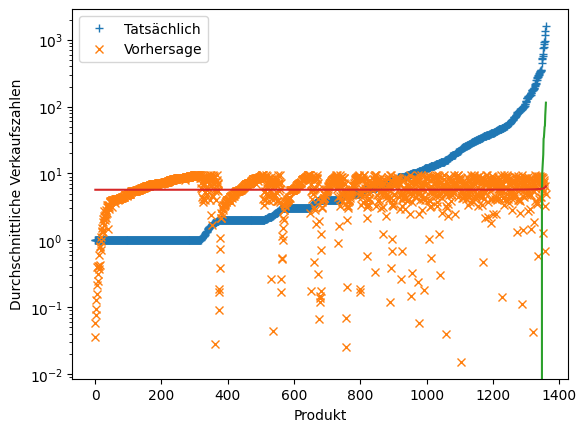 Tatsächlich
Vorhersage
Durchschnittliche Verkaufszahlen
10³
10²
10¹
10⁰
10⁻¹
10⁻²
0 200 400 600 800 1000 1200 1400
Produkt